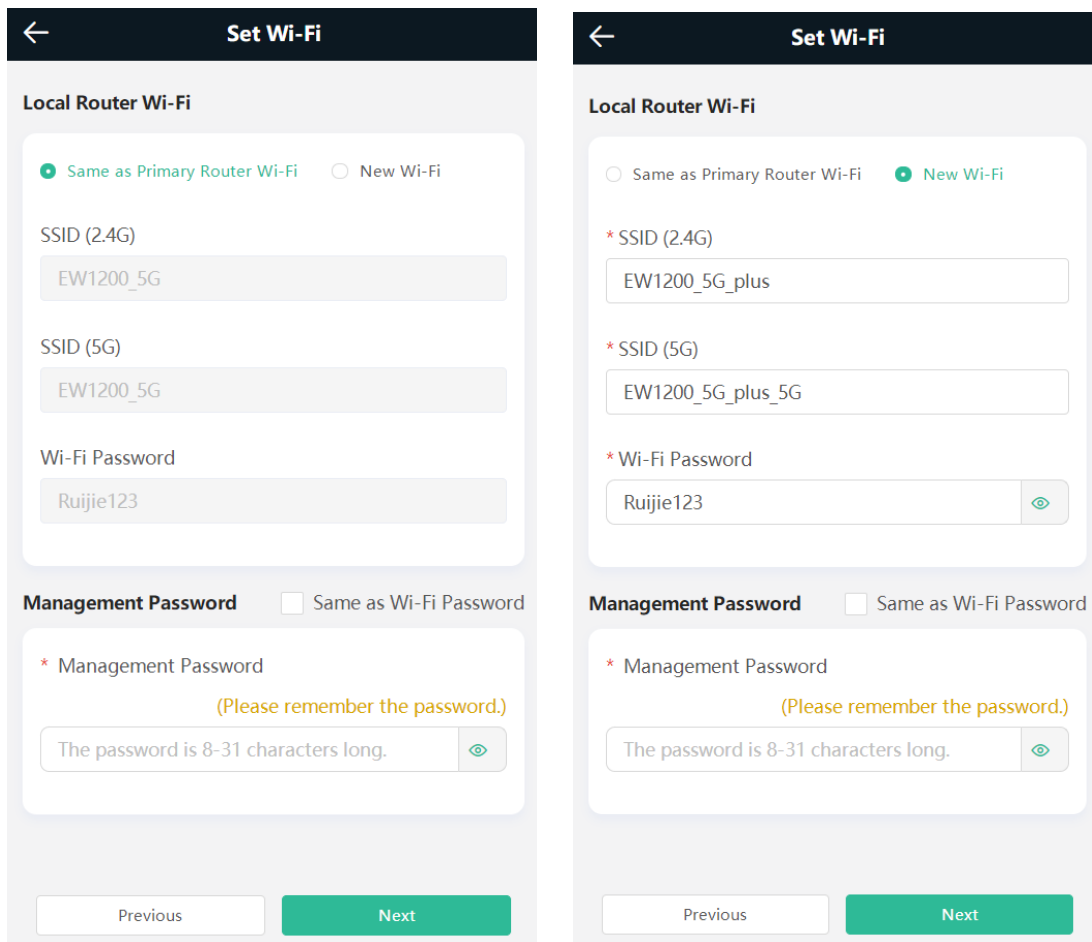 Set Wi-Fi
Local Router Wi-Fi
Same as Primary Router Wi-Fi New Wi-Fi
SSID (2.4G)
EW1200_5G
SSID (5G)
EW1200_5G
Wi-Fi Password
Ruijie123
Management Password Same as Wi-Fi Password
* Management Password
(Please remember the password.)
The password is 8-31 characters long.
Previous Next
Set Wi-Fi
Local Router Wi-Fi
Same as Primary Router Wi-Fi New Wi-Fi
* SSID (2.4G)
EW1200_5G_plus
* SSID (5G)
EW1200_5G_plus_5G
* Wi-Fi Password
Ruijie123
Management Password Same as Wi-Fi Password
* Management Password
(Please remember the password.)
The password is 8-31 characters long.
Previous Next